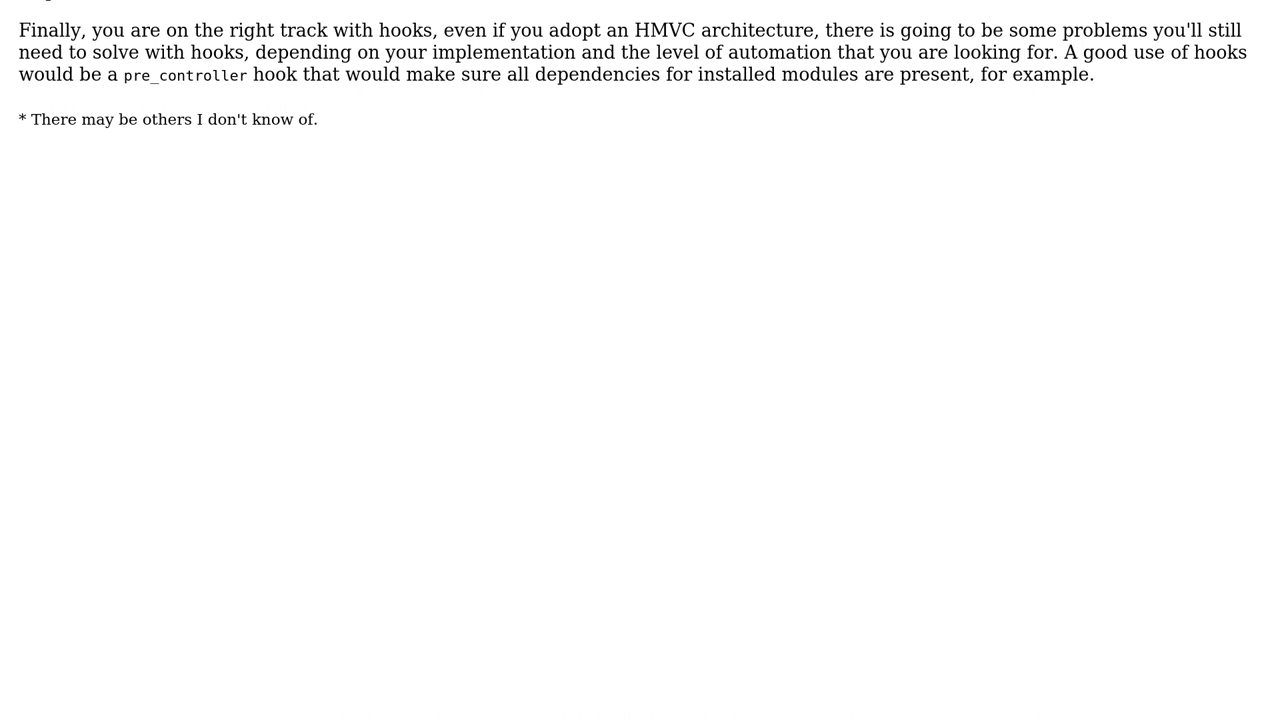 Finally, you are on the right track with hooks, even if you adopt an HMVC architecture, there is going to be some problems you'll still
need to solve with hooks, depending on your implementation and the level of automation that you are looking for. A good use of hooks
would be a pre_controller hook that would make sure all dependencies for installed modules are present, for example.
* There may be others I don't know of.